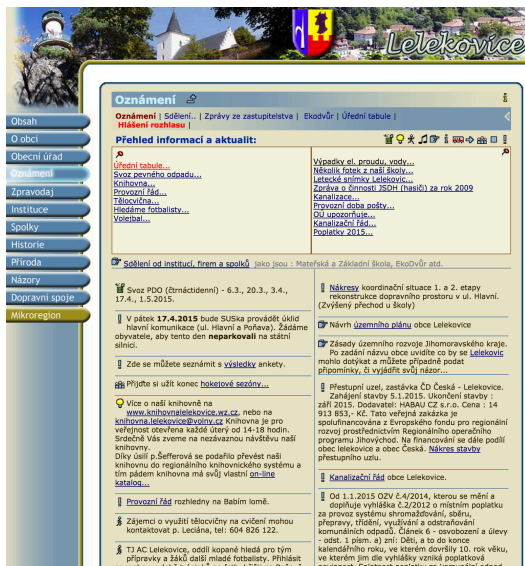 Lelekovice
Oznámení
Oznámení | Sdělení.. | Zprávy ze zastupitelstva | Ekodvůr | Úřední tabule |
Hlášení rozhlasu |
Obsah
O obci
Obecní úřad
Oznámení
Zpravodaj
Instituce
Spolky
Historie
Příroda
Názory
Dopravní spoje
Mikroregion
Přehled informací a aktualit:
Úřední tabule...
Svoz pevného odpadu...
Knihovna...
Provozní řád...
Tělocvična...
Hledáme fotbalisty...
Volejbal...
Výpadky el. proudu, vody...
Několik fotek z naší školy...
Letecké snímky Lelekovic...
Zpráva o činnosti JSDH (hasiči) za rok 2009
Kanalizace...
Provozní doba pošty...
OÚ upozorňuje...
Kanalizační řád...
Poplatky 2015...
Sdělení od institucí, firem a spolků jako jsou : Mateřská a Základní škola, EkoDvůr atd.
Svoz PDO (čtrnáctidenní) - 6.3., 20.3., 3.4.,
17.4., 1.5.2015.
V pátek 17.4.2015 bude SUSka provádět úklid
hlavní komunikace (ul. Hlavní a Poňava). Žádáme
obyvatele, aby tento den neparkovali na státní
silnici.
Zde se můžete seznámit s výsledky ankety.
Přijďte si užít konec hokejové sezóny...
Více o naší knihovně na
www.knihovnalelekovice.wz.cz, nebo na
knihovna.lelekovice@volny.cz Knihovna je pro
veřejnost otevřena každé úterý od 14-18 hodin.
Srdečně Vás zveme na nezávaznou návštěvu naší
knihovny.
Díky úsilí p.Šefferová se podařilo převést naši
knihovnu do regionálního knihovnického systému a
tím pádem knihovna má svůj vlastní on-line
katalog...
Provozní řád rozhledny na Babím lomě.
Zájemci o využití tělocvičny na cvičení mohou
kontaktovat p. Leciána, tel: 604 826 122.
TJ AC Lelekovice, oddíl kopané hledá pro tým
přípravky a žáků další mladé fotbalisty. Přihlásit
Nákresy koordinační situace 1. a 2. etapy
rekonstrukce dopravního prostoru v ul. Hlavní.
(Zvýšený přechod u školy)
Návrh územního plánu obce Lelekovice
Zásady územního rozvoje Jihomoravského kraje.
Po zadání názvu obce uvidíte co by se Lelekovic
mohlo dotýkat a můžete případně podat
připomínky, či vyjádřit svůj názor...
Přestupní uzel, zastávka ČD Česká - Lelekovice.
Zahájení stavby 5.1.2015. Ukončení stavby :
září 2015. Dodavatel: HABAU CZ s.r.o. Cena : 14
913 853,- Kč. Tato veřejná zakázka je
spolufinancována z Evropského fondu pro regionální
rozvoj prostřednictvím Regionálního operačního
programu Jihovýchod. Na financování se dále podílí
obec lelekovice a obec Česká. Nákres stavby
přestupního uzlu.
Kanalizační řád obce Lelekovice.
Od 1.1.2015 OZV č.4/2014, kterou se mění a
doplňuje vyhláška č.2/2012 o místním poplatku
za provoz systému shromažďování, sběru,
přepravy, třídění, využívání a odstraňování
komunálních odpadů. Článek 6 - osvobození a úlevy
- odst. 1 písm. a) zní: Děti, a to do konce
kalendářního roku, ve kterém dovršily 10. rok věku,
ve kterém jim dle vyhlášky vzniká poplatková